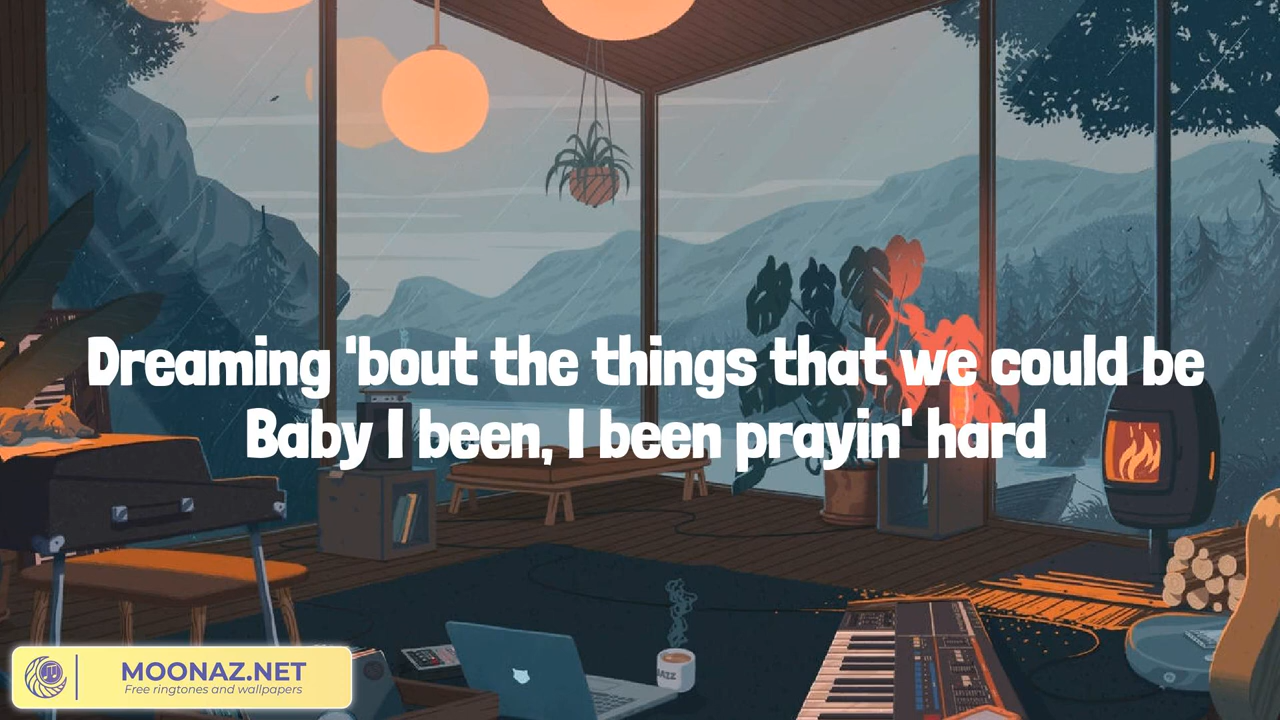 Dreaming 'bout the things that we could be
Baby I been, I been prayin' hard
JAZZ
MOONAZ.NET
Free ringtones and wallpapers